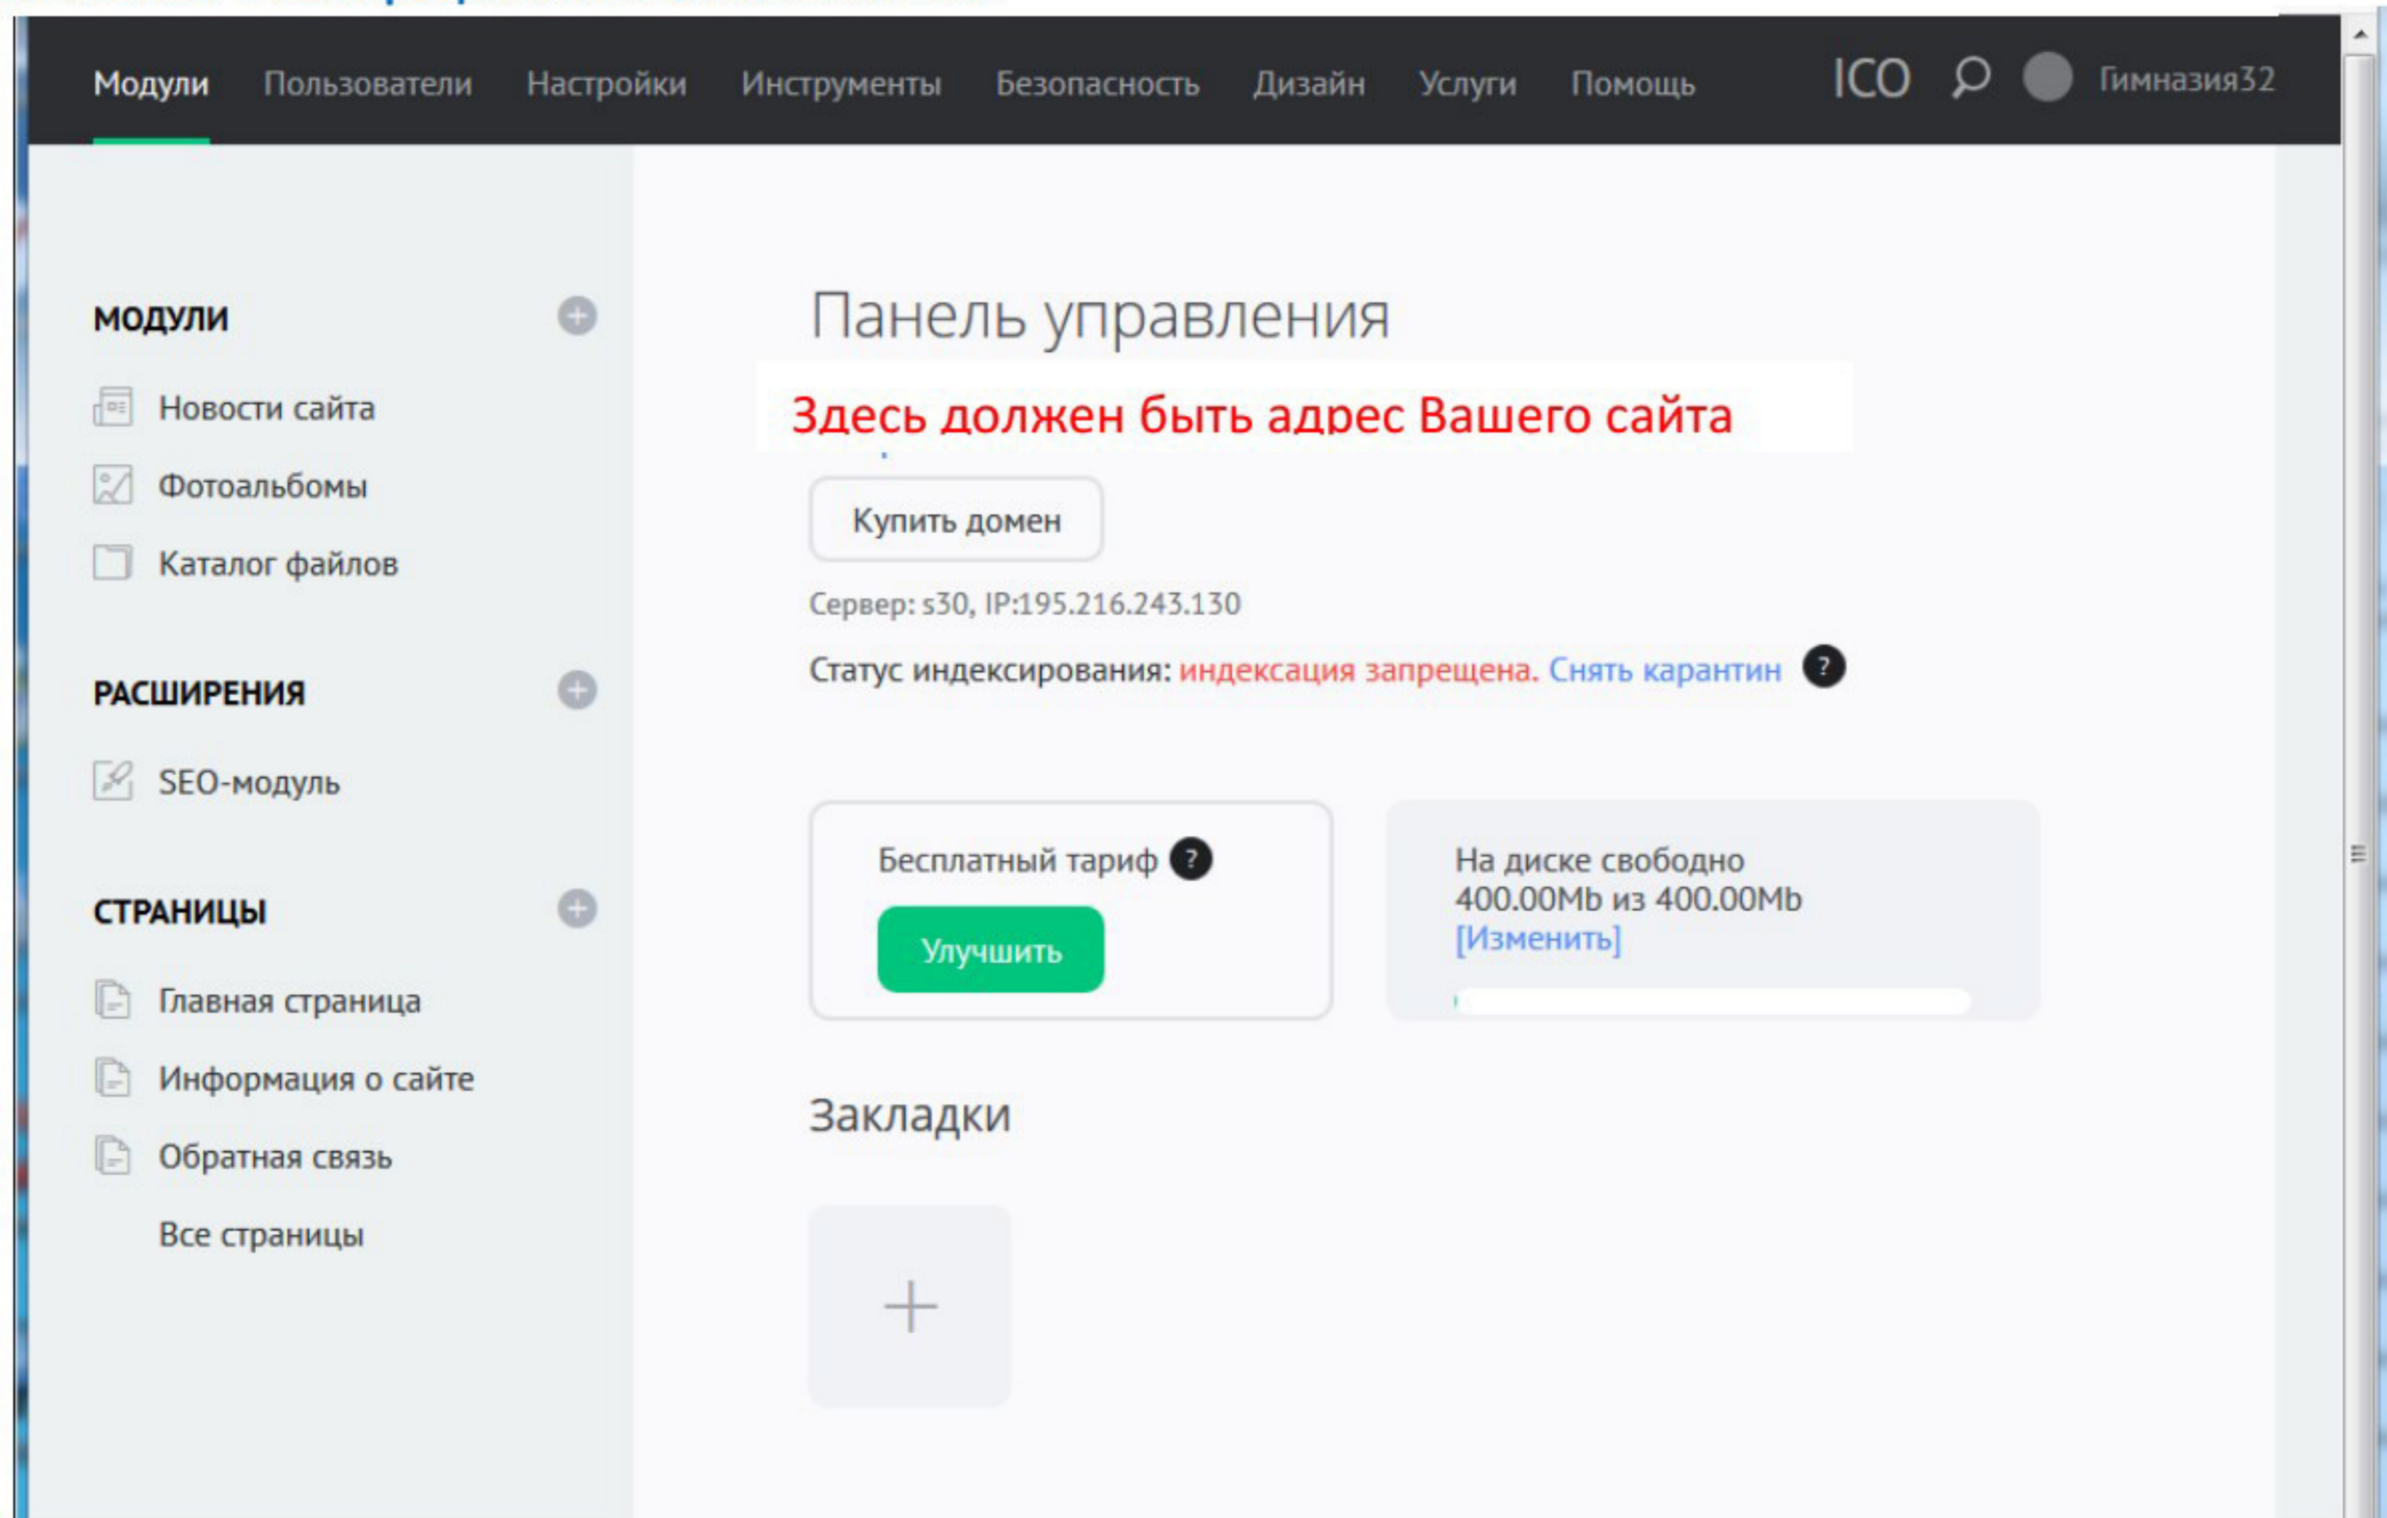 Модули Пользователи Настройки Инструменты Безопасность Дизайн Услуги Помощь ICO Гимназия32
МОДУЛИ
Новости сайта
Фотоальбомы
Каталог файлов
РАСШИРЕНИЯ
SEO-модуль
СТРАНИЦЫ
Главная страница
Информация о сайте
Обратная связь
Все страницы
Панель управления
Здесь должен быть адрес Вашего сайта
Купить домен
Сервер: s30, IP:195.216.243.130
Статус индексирования: индексация запрещена. Снять карантин ?
Бесплатный тариф ?
Улучшить
На диске свободно
400.00Mb из 400.00Mb
[Изменить]
Закладки